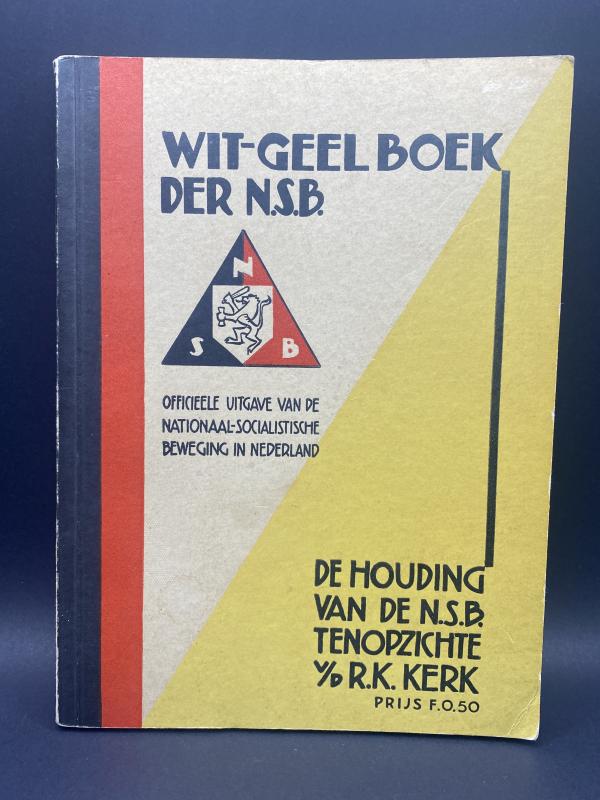 WIT-GEEL BOEK
DER N.S.B.
N
S B
OFFICIEELE UITGAVE VAN DE
NATIONAAL-SOCIALISTISCHE
BEWEGING IN NEDERLAND
DE HOUDING
VAN DE N.S.B.
TENOPZICHTE
V/D R.K. KERK
PRIJS F.0.50